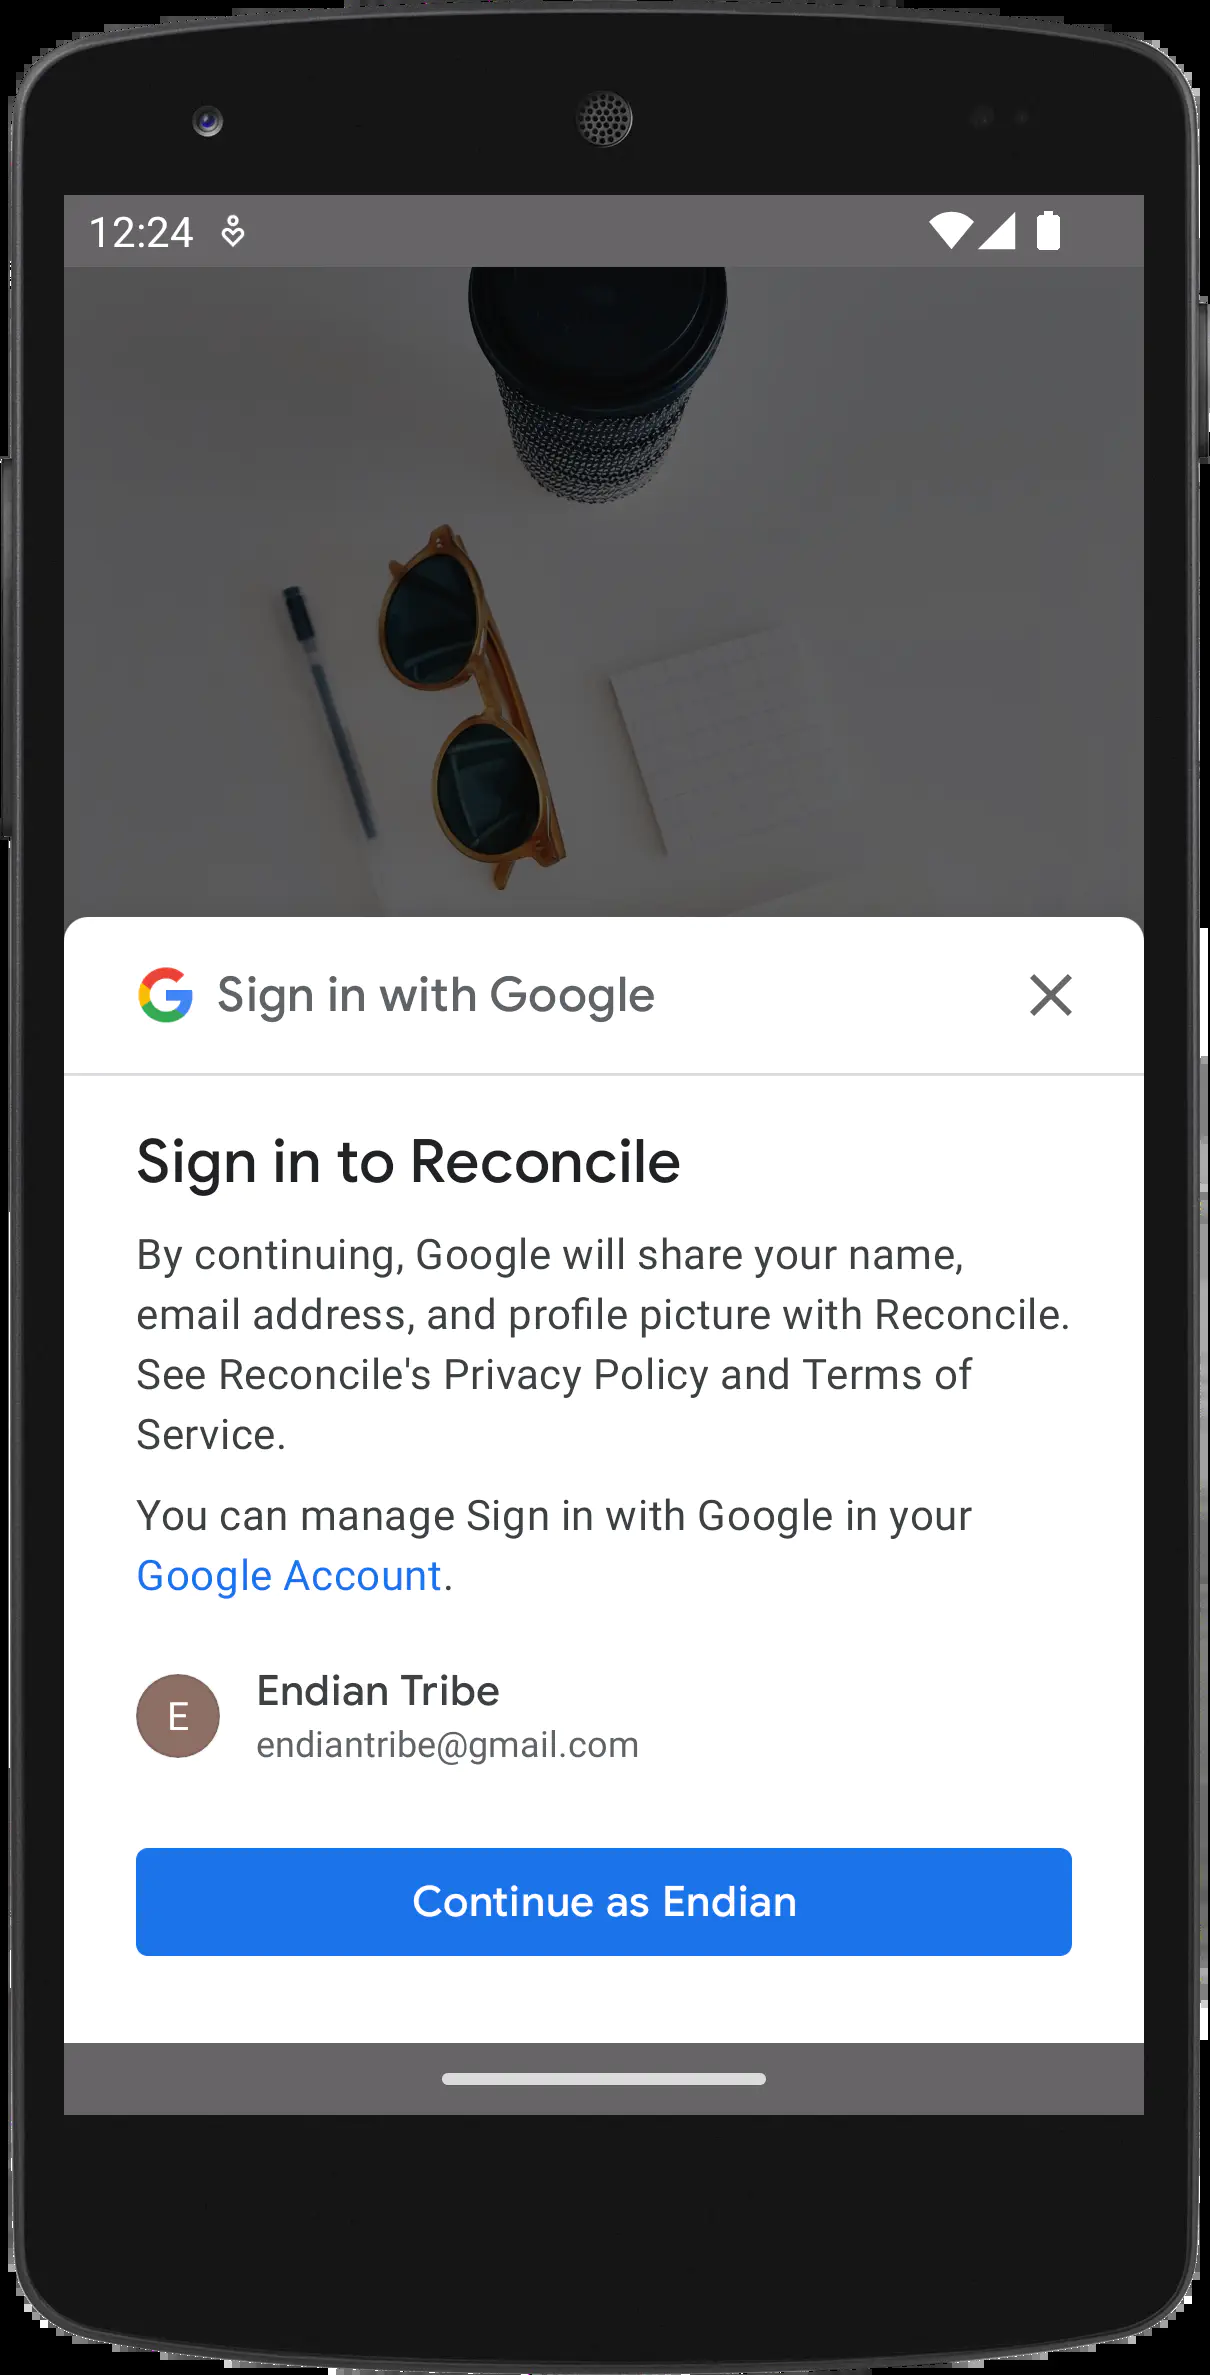 12:24
Sign in with Google
Sign in to Reconcile
By continuing, Google will share your name,
email address, and profile picture with Reconcile.
See Reconcile's Privacy Policy and Terms of
Service.
You can manage Sign in with Google in your
Google Account.
E
Endian Tribe
endiantribe@gmail.com
Continue as Endian